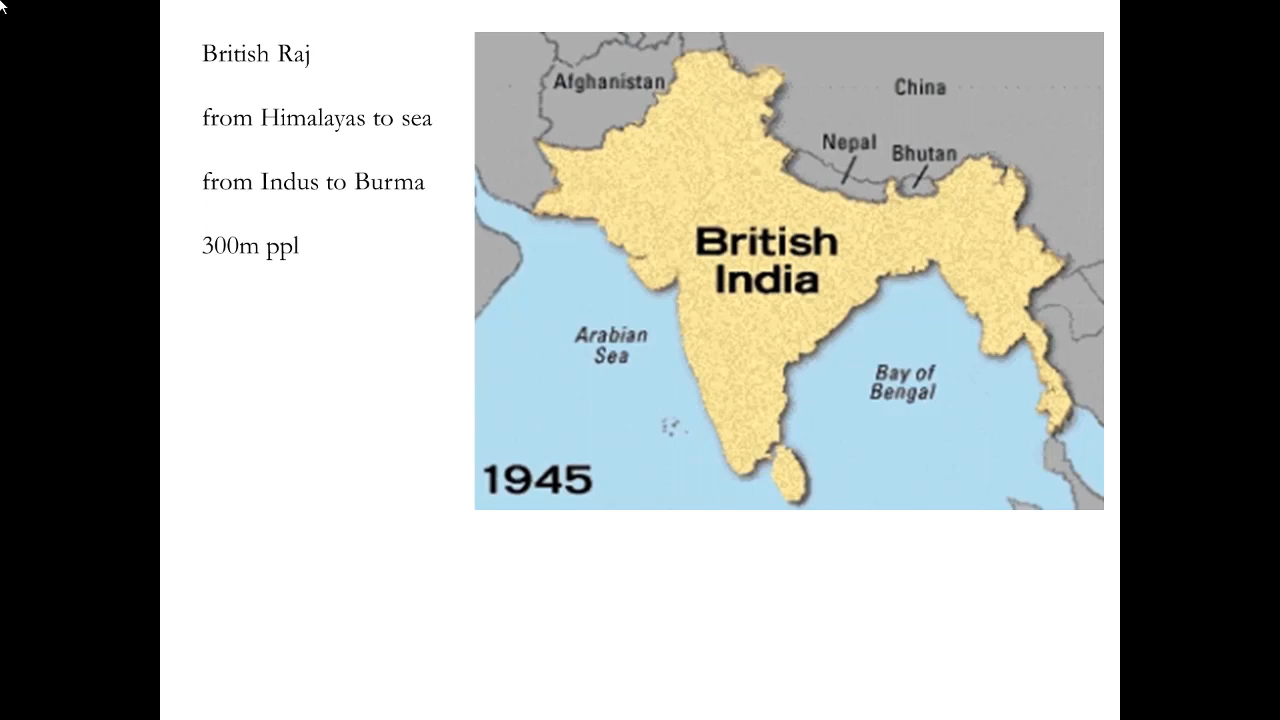 British Raj
from Himalayas to sea
from Indus to Burma
300m ppl
Afghanistan
China
Nepal
Bhutan
British
India
Arabian
Sea
Bay of
Bengal
1945